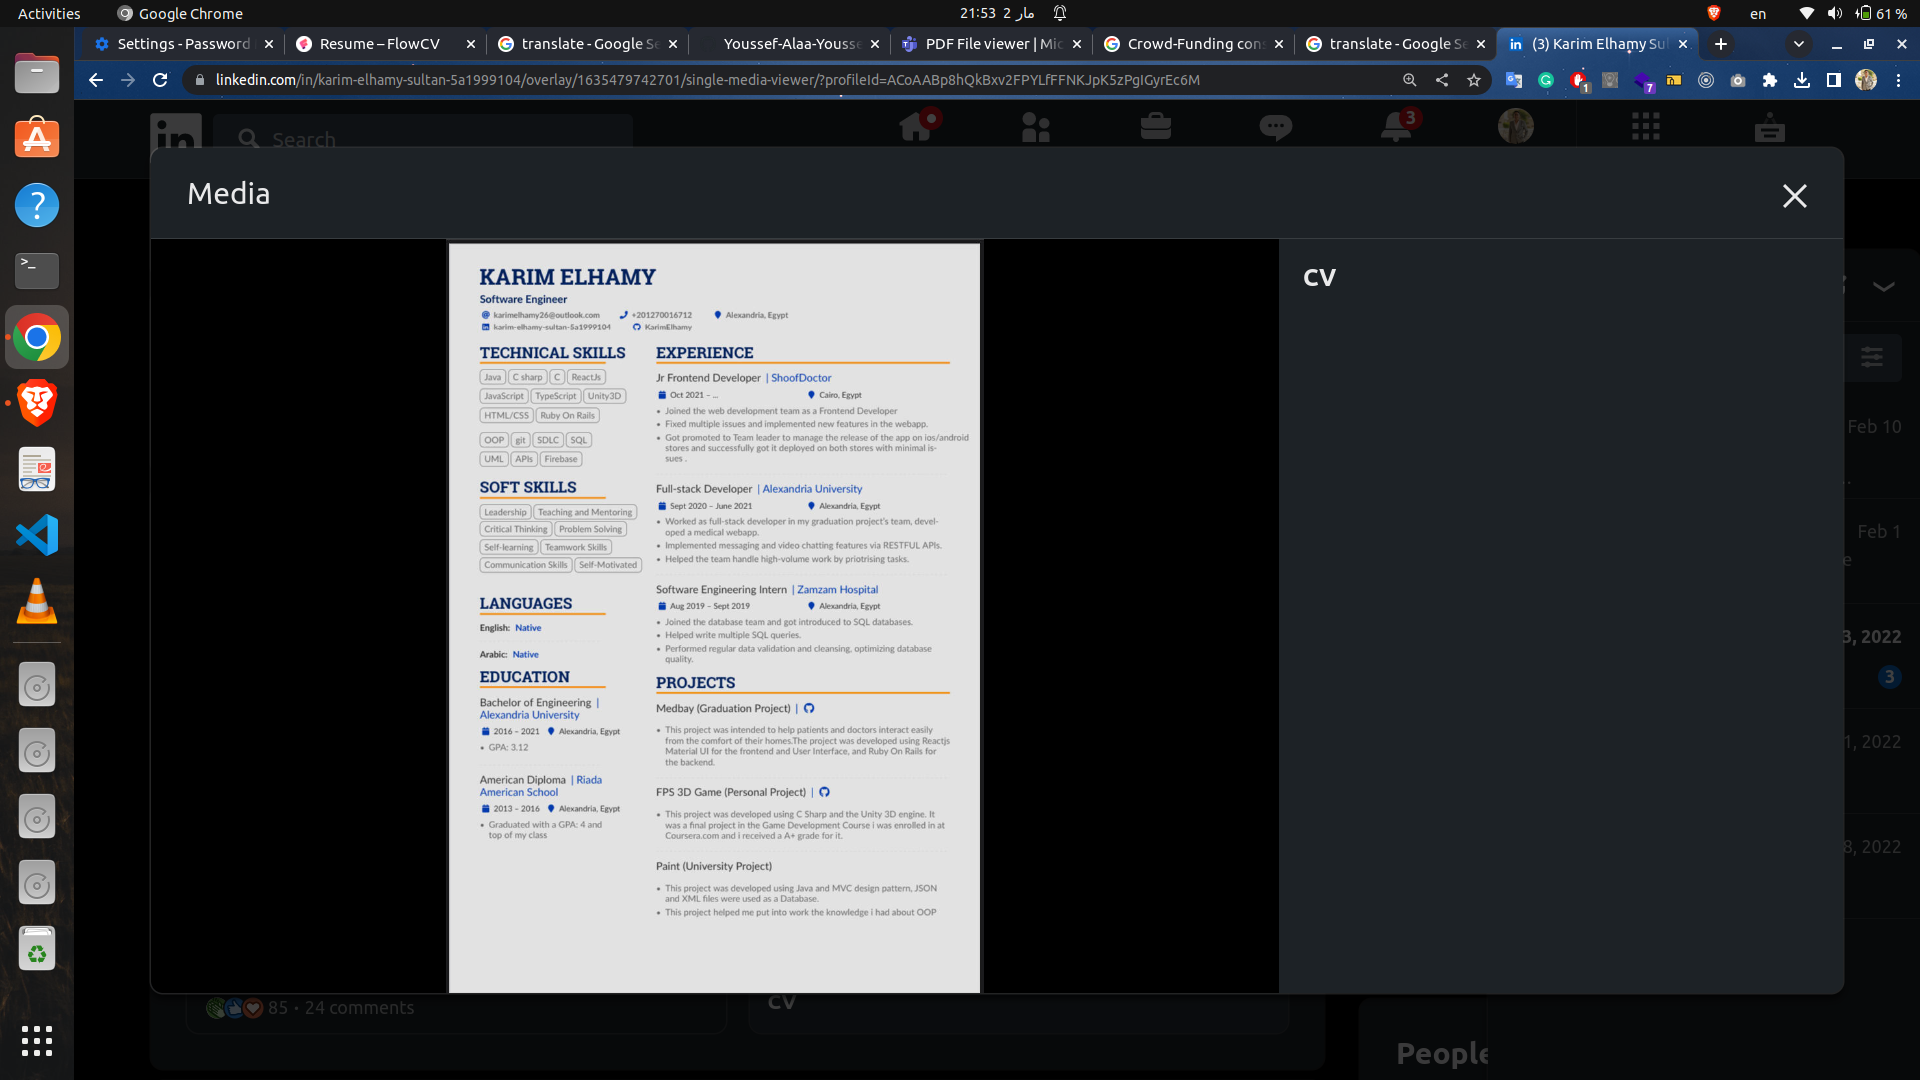 Activities
Google Chrome
21:53 2 مار
en
61 %
Settings - Password
Resume – FlowCV
translate - Google Se
Youssef-Alaa-Yousse
PDF File viewer | Mic
Crowd-Funding cons
translate - Google Se
(3) Karim Elhamy Sul
linkedin.com/in/karim-elhamy-sultan-5a1999104/overlay/1635479742701/single-media-viewer/?profileId=ACoAABp8hQkBxv2FPYLfFFNKJpK5zPgIGyrEc6M
1
7
in
Search
3
Media
CV
KARIM ELHAMY
Software Engineer
karimelhamy26@outlook.com
+201270016712
Alexandria, Egypt
karim-elhamy-sultan-5a1999104
KarimElhamy
TECHNICAL SKILLS
Java
C sharp
C
ReactJs
JavaScript
TypeScript
Unity3D
HTML/CSS
Ruby On Rails
OOP
git
SDLC
SQL
UML
APIs
Firebase
SOFT SKILLS
Leadership
Teaching and Mentoring
Critical Thinking
Problem Solving
Self-learning
Teamwork Skills
Communication Skills
Self-Motivated
LANGUAGES
English: Native
Arabic: Native
EDUCATION
Bachelor of Engineering |
Alexandria University
2016 – 2021
Alexandria, Egypt
• GPA: 3.12
American Diploma | Riada
American School
2013 – 2016
Alexandria, Egypt
• Graduated with a GPA: 4 and
top of my class
EXPERIENCE
Jr Frontend Developer | ShoofDoctor
Oct 2021 – ...
Cairo, Egypt
• Joined the web development team as a Frontend Developer
• Fixed multiple issues and implemented new features in the webapp.
• Got promoted to Team leader to manage the release of the app on ios/android
stores and successfully got it deployed on both stores with minimal is-
sues .
Full-stack Developer | Alexandria University
Sept 2020 – June 2021
Alexandria, Egypt
• Worked as full-stack developer in my graduation project's team, devel-
oped a medical webapp.
• Implemented messaging and video chatting features via RESTFUL APIs.
• Helped the team handle high-volume work by priotrising tasks.
Software Engineering Intern | Zamzam Hospital
Aug 2019 – Sept 2019
Alexandria, Egypt
• Joined the database team and got introduced to SQL databases.
• Helped write multiple SQL queries.
• Performed regular data validation and cleansing, optimizing database
quality.
PROJECTS
Medbay (Graduation Project) |
• This project was intended to help patients and doctors interact easily
from the comfort of their homes.The project was developed using Reactjs
Material UI for the frontend and User Interface, and Ruby On Rails for
the backend.
FPS 3D Game (Personal Project) |
• This project was developed using C Sharp and the Unity 3D engine. It
was a final project in the Game Development Course i was enrolled in at
Coursera.com and i received a A+ grade for it.
Paint (University Project)
• This project was developed using Java and MVC design pattern, JSON
and XML files were used as a Database.
• This project helped me put into work the knowledge i had about OOP
Feb 10
Feb 1
3, 2022
3
1, 2022
8, 2022
85 • 24 comments
CV
People